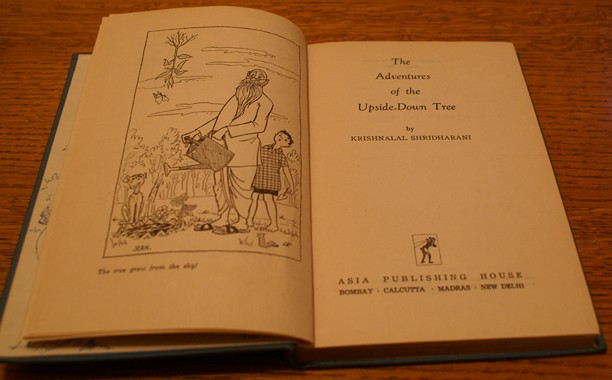 JESH.
The tree grew from the sky!
The
Adventures
of the
Upside-Down Tree
by
KRISHNALAL SHRIDHARANI
ASIA PUBLISHING HOUSE
BOMBAY · CALCUTTA · MADRAS · NEW DELHI